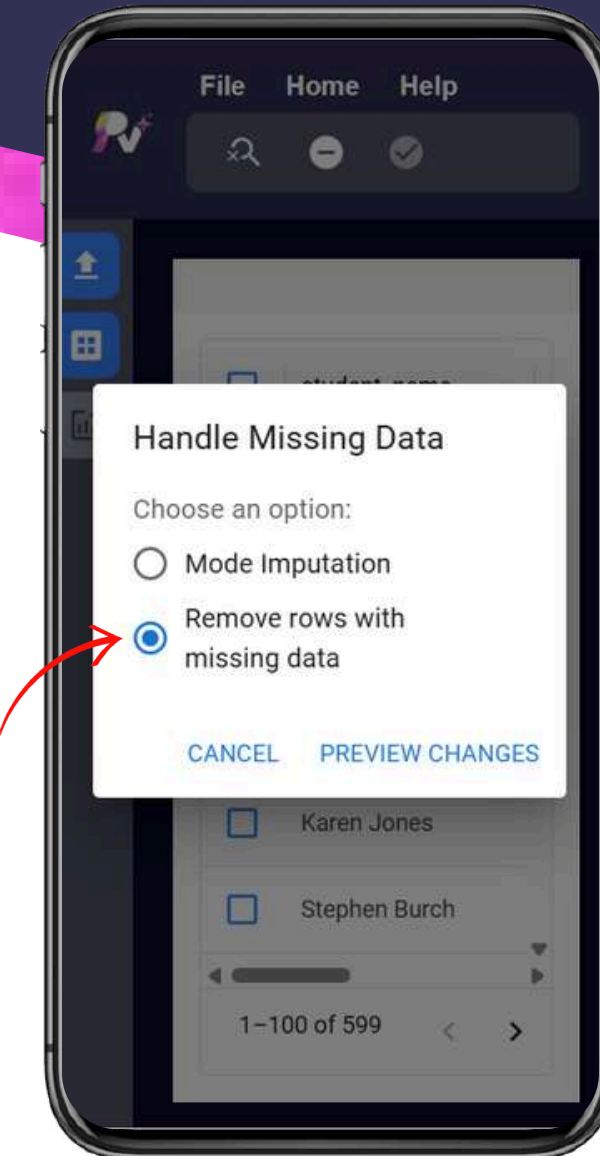 File Home Help
student_name
Handle Missing Data
Choose an option:
Mode Imputation
Remove rows with
missing data
CANCEL PREVIEW CHANGES
Karen Jones
Stephen Burch
1–100 of 599